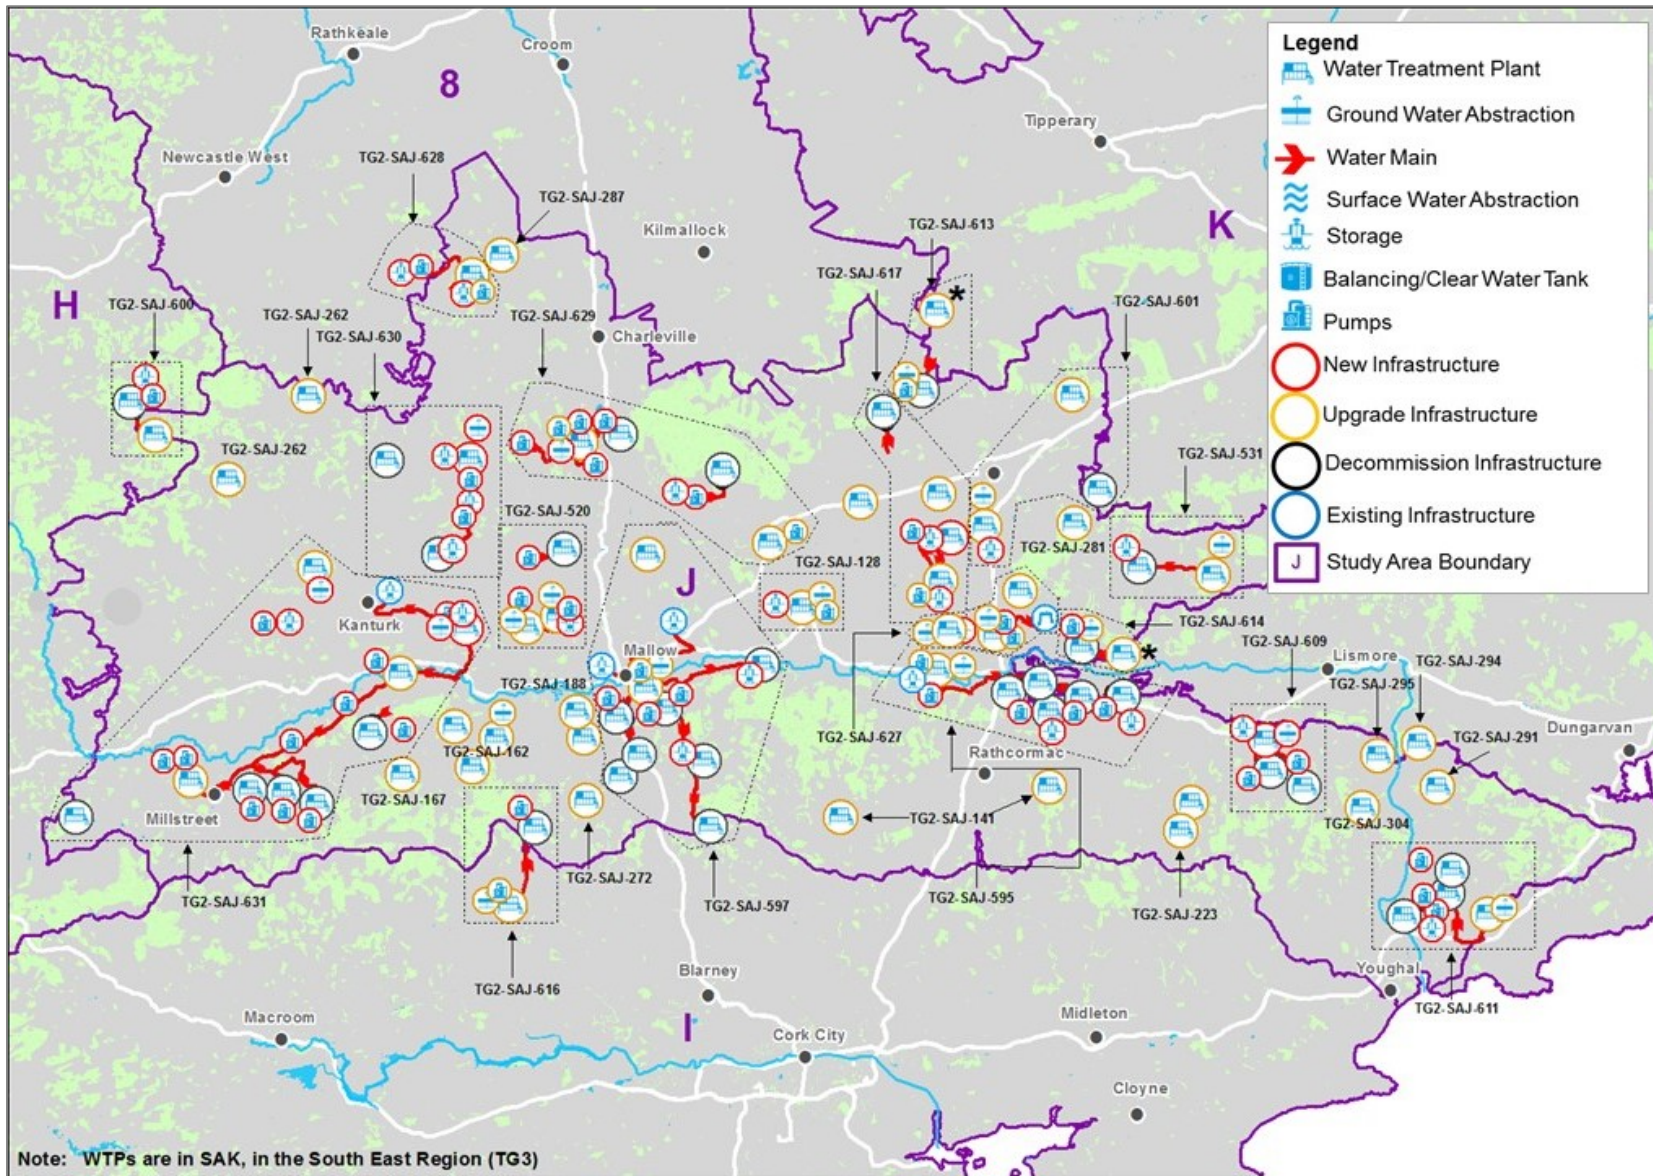 Rathkeale
Croom
8
Tipperary
Newcastle West
TG2-SAJ-628
TG2-SAJ-287
Kilmallock
TG2-SAJ-613
K
TG2-SAJ-617
H
TG2-SAJ-600
TG2-SAJ-262
TG2-SAJ-630
TG2-SAJ-629
TG2-SAJ-601
*
Charleville
TG2-SAJ-262
TG2-SAJ-531
TG2-SAJ-520
TG2-SAJ-281
TG2-SAJ-128
J
Kanturk
TG2-SAJ-614
TG2-SAJ-609
Mallow
*
Lismore
TG2-SAJ-294
TG2-SAJ-188
TG2-SAJ-295
Dungarvan
TG2-SAJ-627
TG2-SAJ-291
TG2-SAJ-162
Rathcormac
TG2-SAJ-167
Millstreet
TG2-SAJ-141
TG2-SAJ-304
TG2-SAJ-272
TG2-SAJ-631
TG2-SAJ-597
TG2-SAJ-595
TG2-SAJ-223
Blarney
Youghal
TG2-SAJ-616
TG2-SAJ-611
Macroom
I
Cork City
Midleton
Cloyne
Note: WTPs are in SAK, in the South East Region (TG3)
Legend
Water Treatment Plant
Ground Water Abstraction
Water Main
Surface Water Abstraction
Storage
Balancing/Clear Water Tank
Pumps
New Infrastructure
Upgrade Infrastructure
Decommission Infrastructure
Existing Infrastructure
J Study Area Boundary